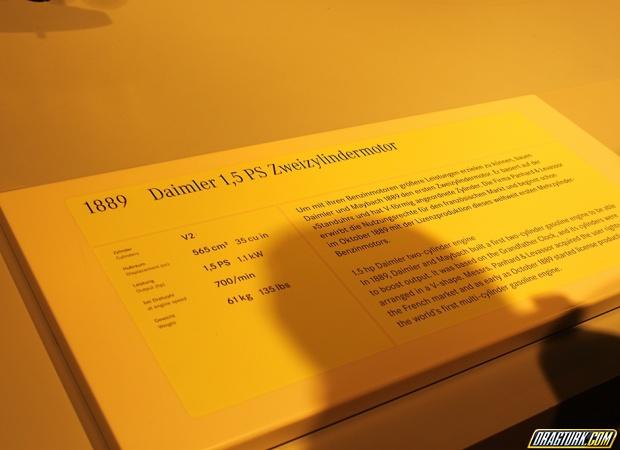 1889 Daimler 1,5 PS Zweizylindermotor
Zylinder
Cylinders
V2
Hubraum
Displacement (cc)
565 cm³ 35 cu in
Leistung
Output (hp)
1,5 PS 1.1 kW
bei Drehzahl
at engine speed
700/min
Gewicht
Weight
61 kg 135 lbs
Um mit ihren Benzinmotoren größere Leistungen erzielen zu können, bauen
Daimler und Maybach 1889 den ersten Zweizylindermotor. Er basiert auf der
»Standuhr« und hat V-förmig angeordnete Zylinder. Die Firma Panhard & Levassor
erwirbt die Nutzungsrechte für den französischen Markt und beginnt schon
im Oktober 1889 mit der Lizenzproduktion dieses weltweit ersten Mehrzylinder-
Benzinmotors.
1.5 hp Daimler two-cylinder engine
In 1889, Daimler and Maybach built a first two-cylinder gasoline engine to be able
to boost output. It was based on the Grandfather Clock, and its cylinders were
arranged in a V-shape. Messrs. Panhard & Levassor acquired the user rights
the French market and as early as October 1889 started license production
the world's first multi-cylinder gasoline engine.
DRAGTURK.COM